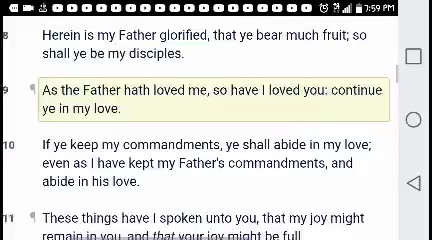 7:59 PM
8 Herein is my Father glorified, that ye bear much fruit; so
shall ye be my disciples.
9 ¶ As the Father hath loved me, so have I loved you: continue
ye in my love.
10 If ye keep my commandments, ye shall abide in my love;
even as I have kept my Father's commandments, and
abide in his love.
11 ¶ These things have I spoken unto you, that my joy might
remain in you, and that your joy might be full